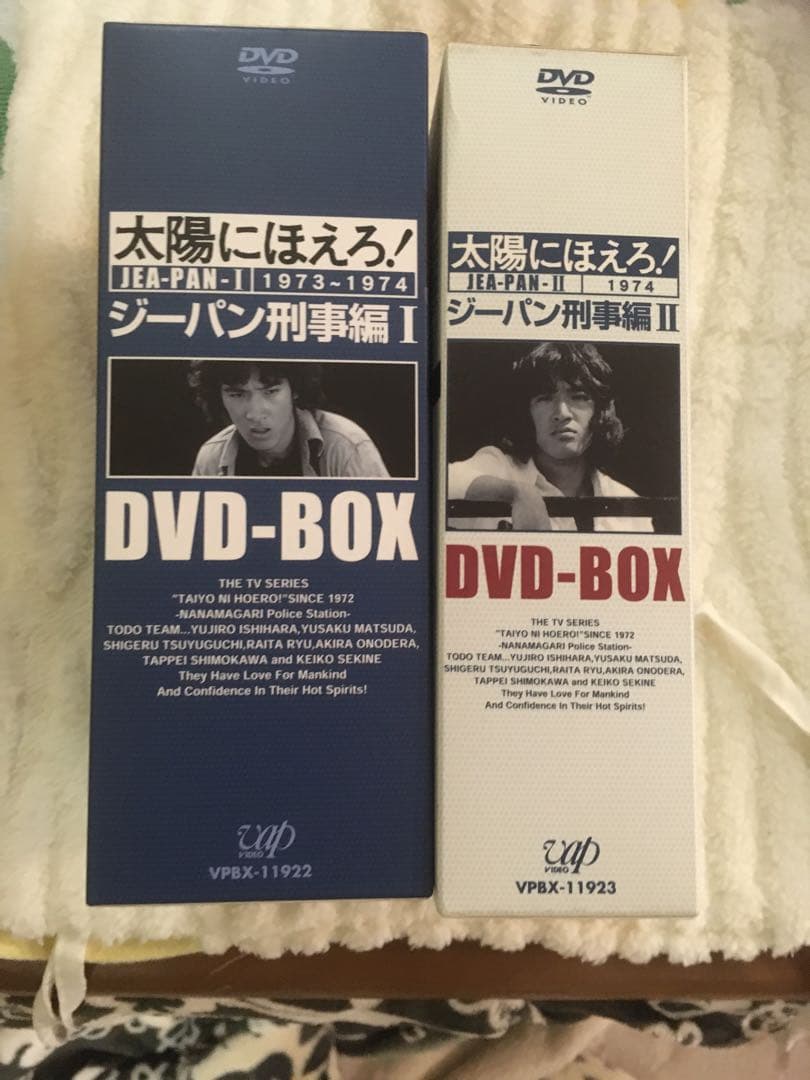 DVD
VIDEO
太陽にほえろ!
JEA-PAN-I 1973~1974
ジーパン刑事編 I
DVD-BOX
THE TV SERIES
"TAIYO NI HOERO!"SINCE 1972
-NANAMAGARI Police Station-
TODO TEAM...YUJIRO ISHIHARA,YUSAKU MATSUDA,
SHIGERU TSUYUGUCHI,RAITA RYU,AKIRA ONODERA,
TAPPEI SHIMOKAWA and KEIKO SEKINE
They Have Love For Mankind
And Confidence In Their Hot Spirits!
vap
VIDEO
VPBX-11922
DVD
VIDEO
太陽にほえろ!
JEA-PAN-II 1974
ジーパン刑事編 II
DVD-BOX
THE TV SERIES
"TAIYO NI HOERO!"SINCE 1972
-NANAMAGARI Police Station-
TODO TEAM...YUJIRO ISHIHARA,YUSAKU MATSUDA,
SHIGERU TSUYUGUCHI,RAITA RYU,AKIRA ONODERA,
TAPPEI SHIMOKAWA and KEIKO SEKINE
They Have Love For Mankind
And Confidence In Their Hot Spirits!
vap
VIDEO
VPBX-11923